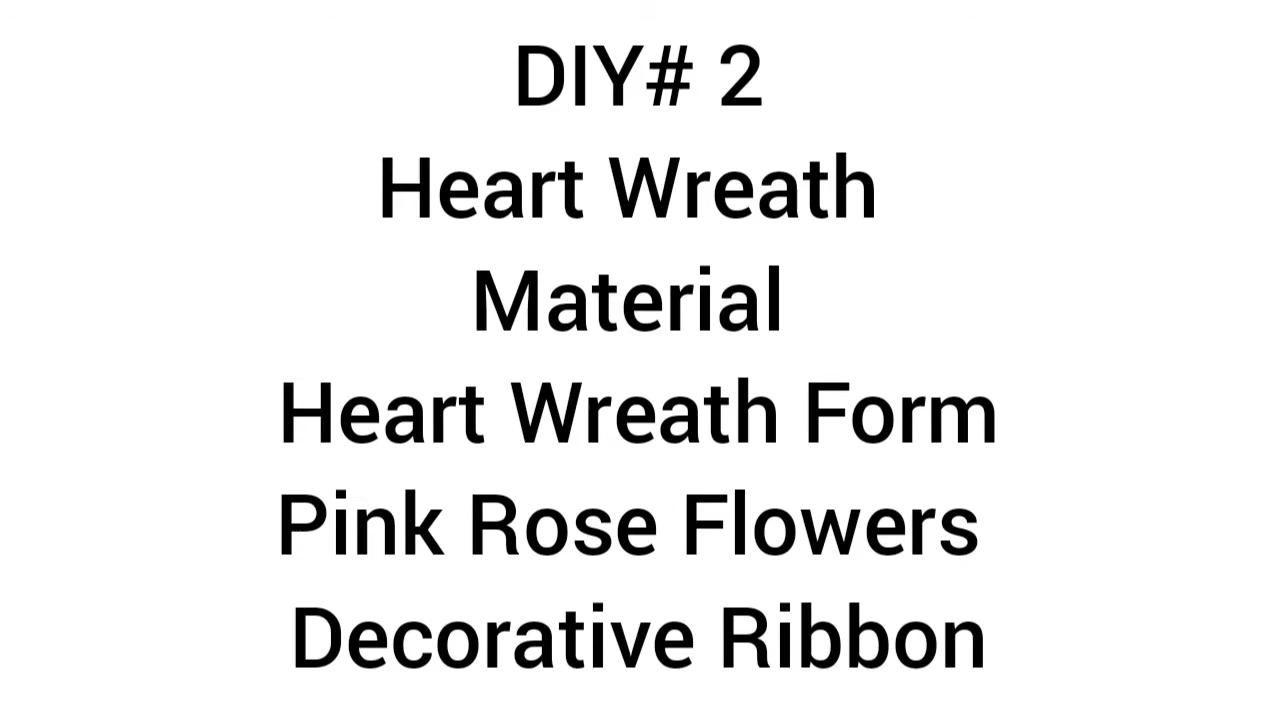 DIY# 2
Heart Wreath
Material
Heart Wreath Form
Pink Rose Flowers
Decorative Ribbon